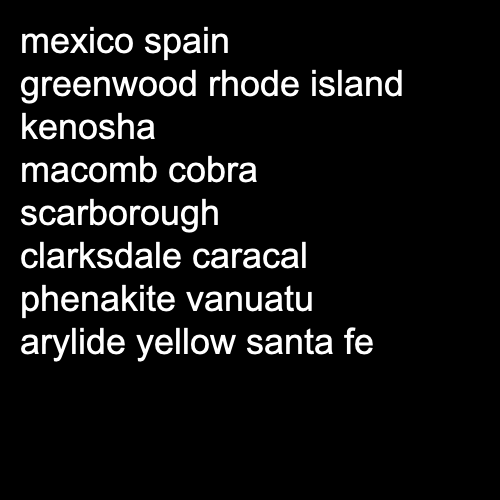 mexico spain
greenwood rhode island
kenosha
macomb cobra
scarborough
clarksdale caracal
phenakite vanuatu
arylide yellow santa fe